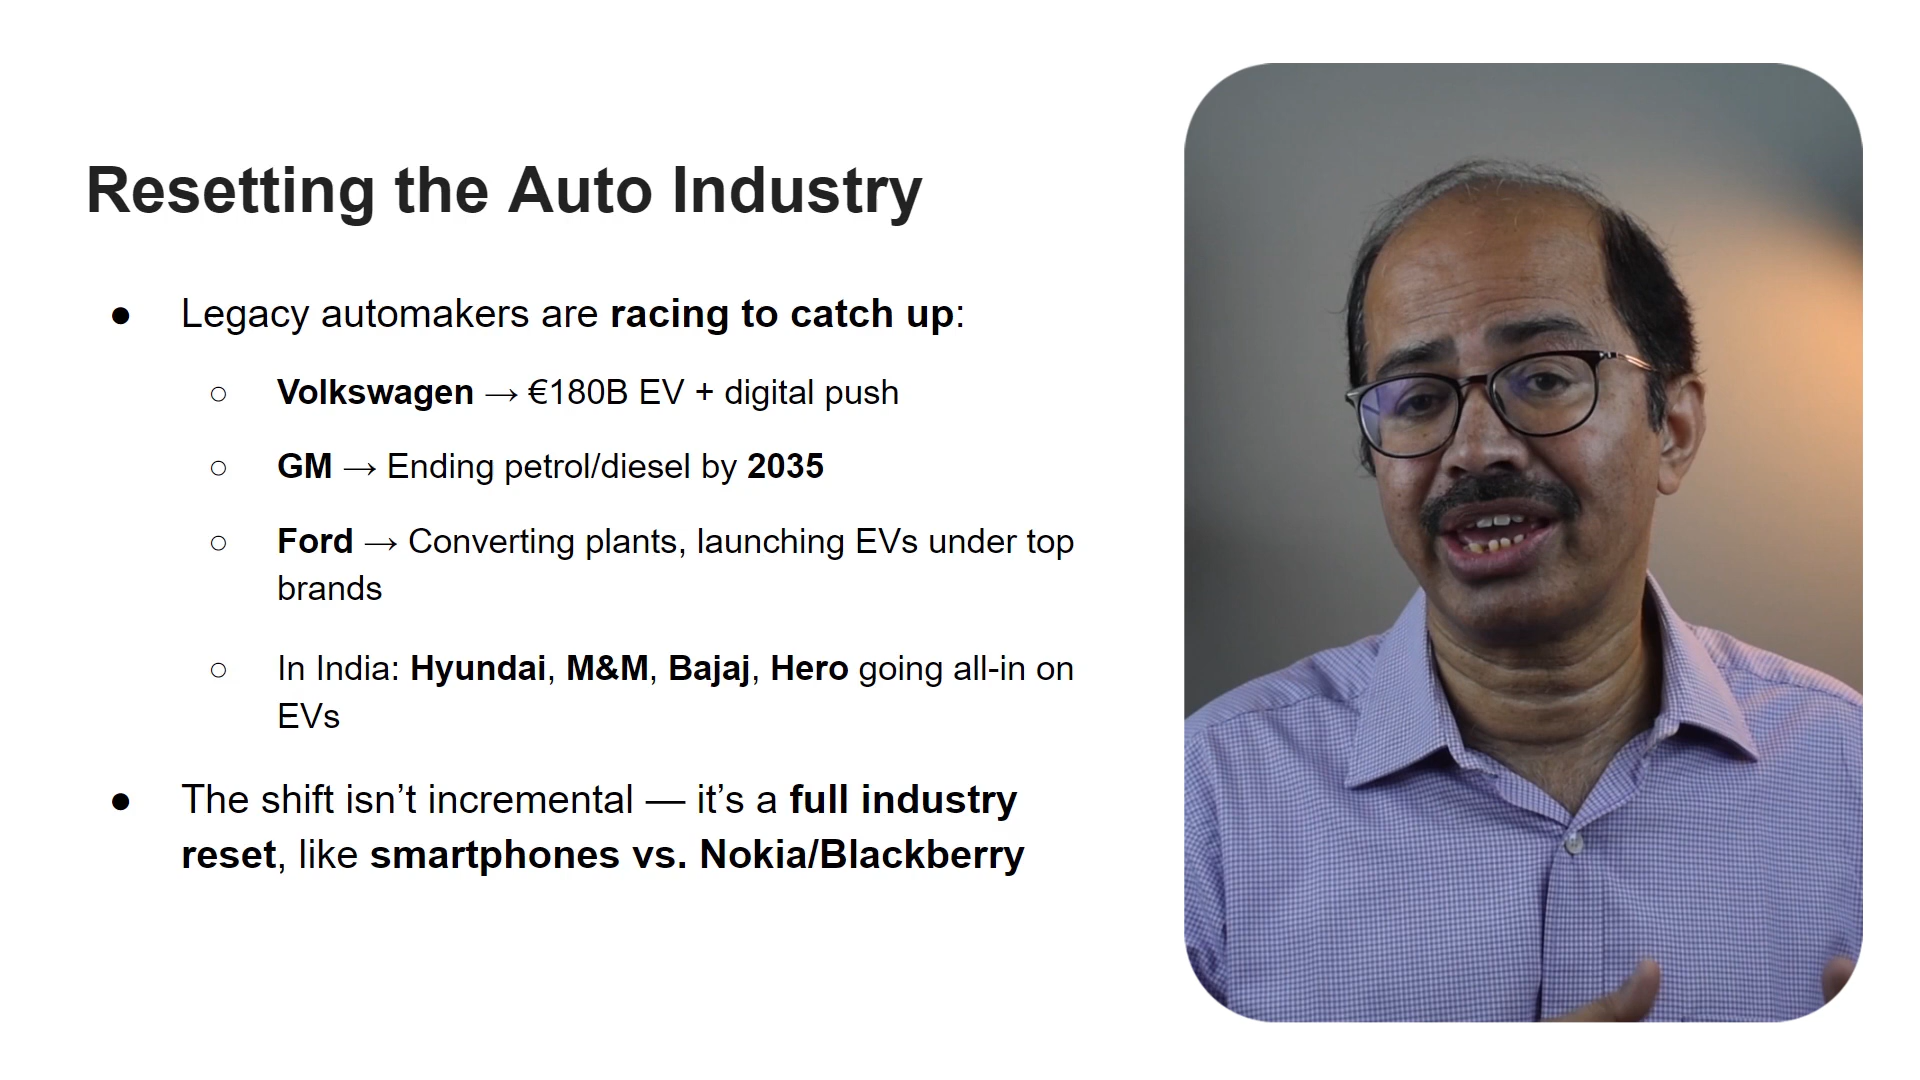 Resetting the Auto Industry
● Legacy automakers are racing to catch up:
○ Volkswagen → €180B EV + digital push
○ GM → Ending petrol/diesel by 2035
○ Ford → Converting plants, launching EVs under top
brands
○ In India: Hyundai, M&M, Bajaj, Hero going all-in on
EVs
● The shift isn’t incremental — it’s a full industry
reset, like smartphones vs. Nokia/Blackberry